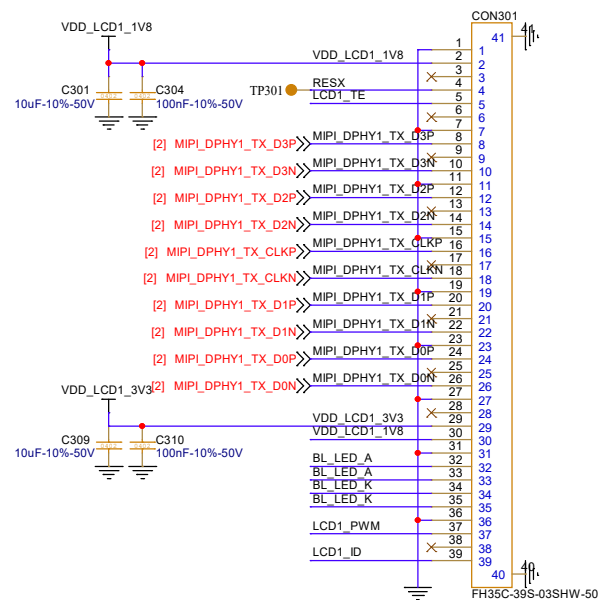 CON301
VDD_LCD1_1V8
41 41
1 1
VDD_LCD1_1V8 2 2
3 3
TP301 RESX 4 4
LCD1_TE 5 5
C301 C304
10uF-10%-50V 100nF-10%-50V
0402 0402
6 6
7 7
[2] MIPI_DPHY1_TX_D3P MIPI_DPHY1_TX_D3P 8 8
9 9
[2] MIPI_DPHY1_TX_D3N MIPI_DPHY1_TX_D3N 10 10
11 11
[2] MIPI_DPHY1_TX_D2P MIPI_DPHY1_TX_D2P 12 12
13 13
[2] MIPI_DPHY1_TX_D2N MIPI_DPHY1_TX_D2N 14 14
15 15
[2] MIPI_DPHY1_TX_CLKP MIPI_DPHY1_TX_CLKP 16 16
17 17
[2] MIPI_DPHY1_TX_CLKN MIPI_DPHY1_TX_CLKN 18 18
19 19
[2] MIPI_DPHY1_TX_D1P MIPI_DPHY1_TX_D1P 20 20
21 21
[2] MIPI_DPHY1_TX_D1N MIPI_DPHY1_TX_D1N 22 22
23 23
[2] MIPI_DPHY1_TX_D0P MIPI_DPHY1_TX_D0P 24 24
25 25
[2] MIPI_DPHY1_TX_D0N MIPI_DPHY1_TX_D0N 26 26
VDD_LCD1_3V3
27 27
28 28
VDD_LCD1_3V3 29 29
VDD_LCD1_1V8 30 30
C309 C310
10uF-10%-50V 100nF-10%-50V
0402 0402
31 31
BL_LED_A 32 32
BL_LED_A 33 33
BL_LED_K 34 34
BL_LED_K 35 35
36 36
LCD1_PWM 37 37
38 38
LCD1_ID 39 39
40 40
FH35C-39S-03SHW-50